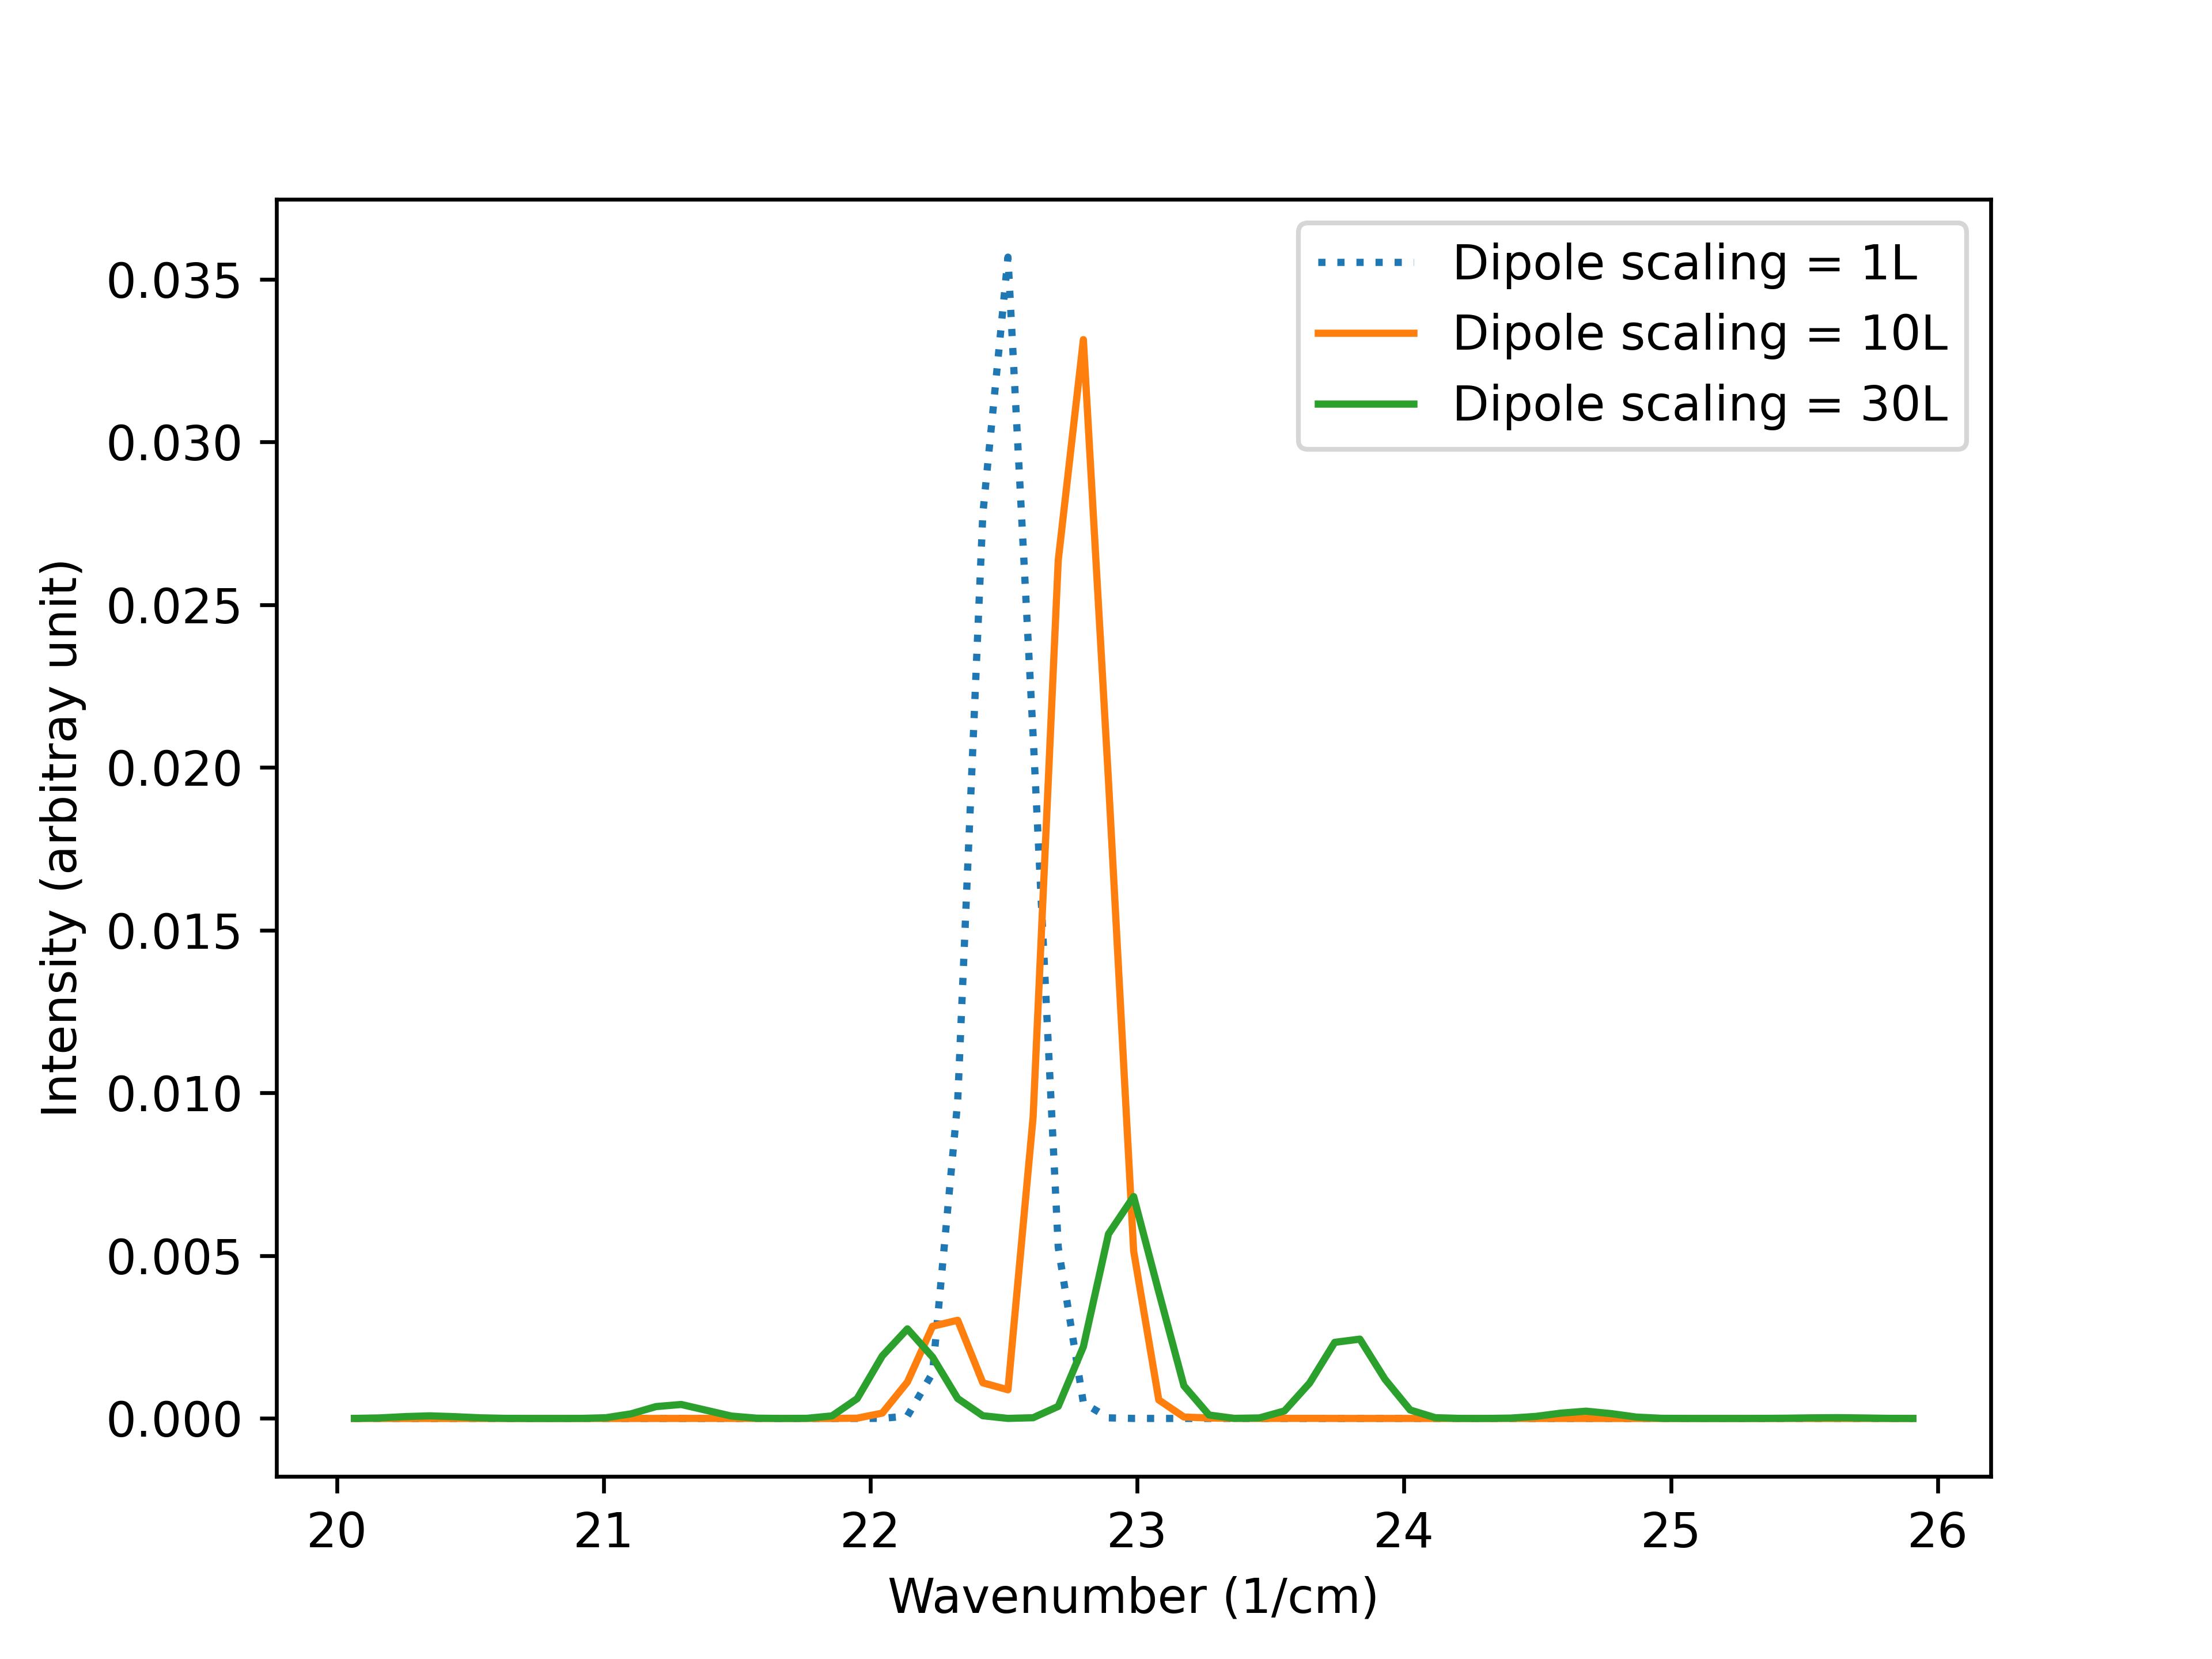 Dipole scaling = 1L
Dipole scaling = 10L
Dipole scaling = 30L
0.035
0.030
0.025
0.020
0.015
0.010
0.005
0.000
Intensity (arbitray unit)
20 21 22 23 24 25 26
Wavenumber (1/cm)